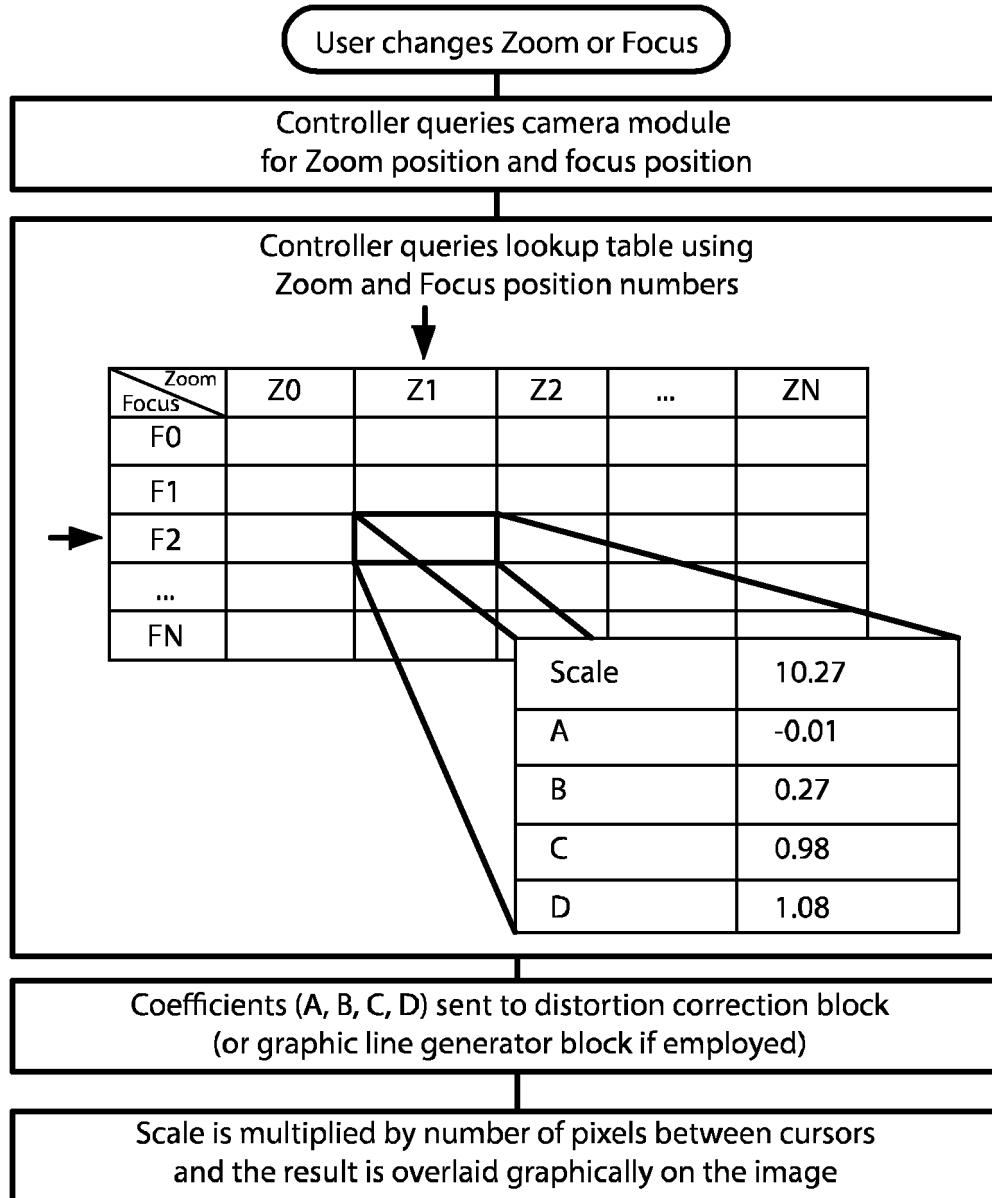 User changes Zoom or Focus
Controller queries camera module
for Zoom position and focus position
Controller queries lookup table using
Zoom and Focus position numbers
Zoom
Focus
Z0 Z1 Z2 ... ZN
F0
F1
F2
...
FN
Scale 10.27
A -0.01
B 0.27
C 0.98
D 1.08
Coefficients (A, B, C, D) sent to distortion correction block
(or graphic line generator block if employed)
Scale is multiplied by number of pixels between cursors
and the result is overlaid graphically on the image